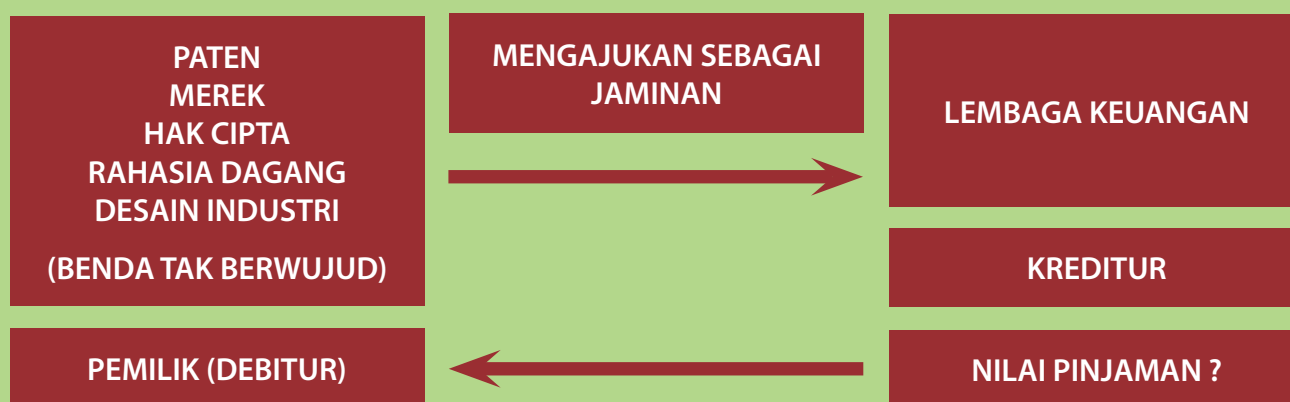 PATEN
MEREK
HAK CIPTA
RAHASIA DAGANG
DESAIN INDUSTRI
(BENDA TAK BERWUJUD)
MENGAJUKAN SEBAGAI
JAMINAN
LEMBAGA KEUANGAN
KREDITUR
PEMILIK (DEBITUR)
NILAI PINJAMAN ?